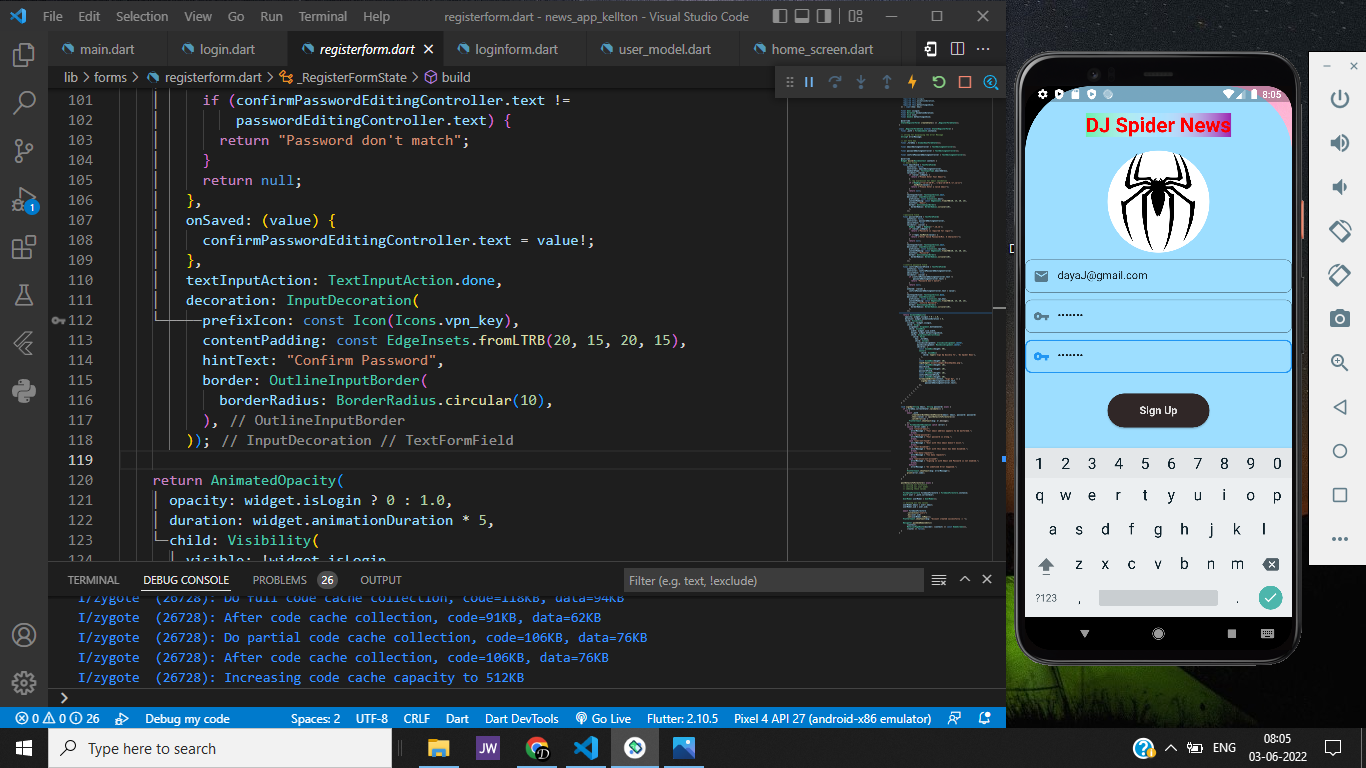 File Edit Selection View Go Run Terminal Help registerform.dart - news_app_kellton - Visual Studio Code
main.dart login.dart registerform.dart loginform.dart user_model.dart home_screen.dart
lib > forms > registerform.dart > _RegisterFormState > build
101 if (confirmPasswordEditingController.text !=
102 passwordEditingController.text) {
103 return "Password don't match";
104 }
105 return null;
106 },
107 onSaved: (value) {
108 confirmPasswordEditingController.text = value!;
109 },
110 textInputAction: TextInputAction.done,
111 decoration: InputDecoration(
112 prefixIcon: const Icon(Icons.vpn_key),
113 contentPadding: const EdgeInsets.fromLTRB(20, 15, 20, 15),
114 hintText: "Confirm Password",
115 border: OutlineInputBorder(
116 borderRadius: BorderRadius.circular(10),
117 ), // OutlineInputBorder
118 )); // InputDecoration // TextFormField
119
120 return AnimatedOpacity(
121 opacity: widget.isLogin ? 0 : 1.0,
122 duration: widget.animationDuration * 5,
123 child: Visibility(
124 visible: !widget.isLogin
1
TERMINAL DEBUG CONSOLE PROBLEMS 26 OUTPUT Filter (e.g. text, !exclude)
I/zygote (26728): Do full code cache collection, code=118KB, data=94KB
I/zygote (26728): After code cache collection, code=91KB, data=62KB
I/zygote (26728): Do partial code cache collection, code=106KB, data=76KB
I/zygote (26728): After code cache collection, code=106KB, data=76KB
I/zygote (26728): Increasing code cache capacity to 512KB
0 0 26 Debug my code Spaces: 2 UTF-8 CRLF Dart Dart DevTools Go Live Flutter: 2.10.5 Pixel 4 API 27 (android-x86 emulator)
Type here to search
JW
D
ENG
08:05
03-06-2022
8:05
DJ Spider News
dayaJ@gmail.com
•••••••
•••••••
Sign Up
1 2 3 4 5 6 7 8 9 0
q w e r t y u i o p
a s d f g h j k l
z x c v b n m
?123 , .